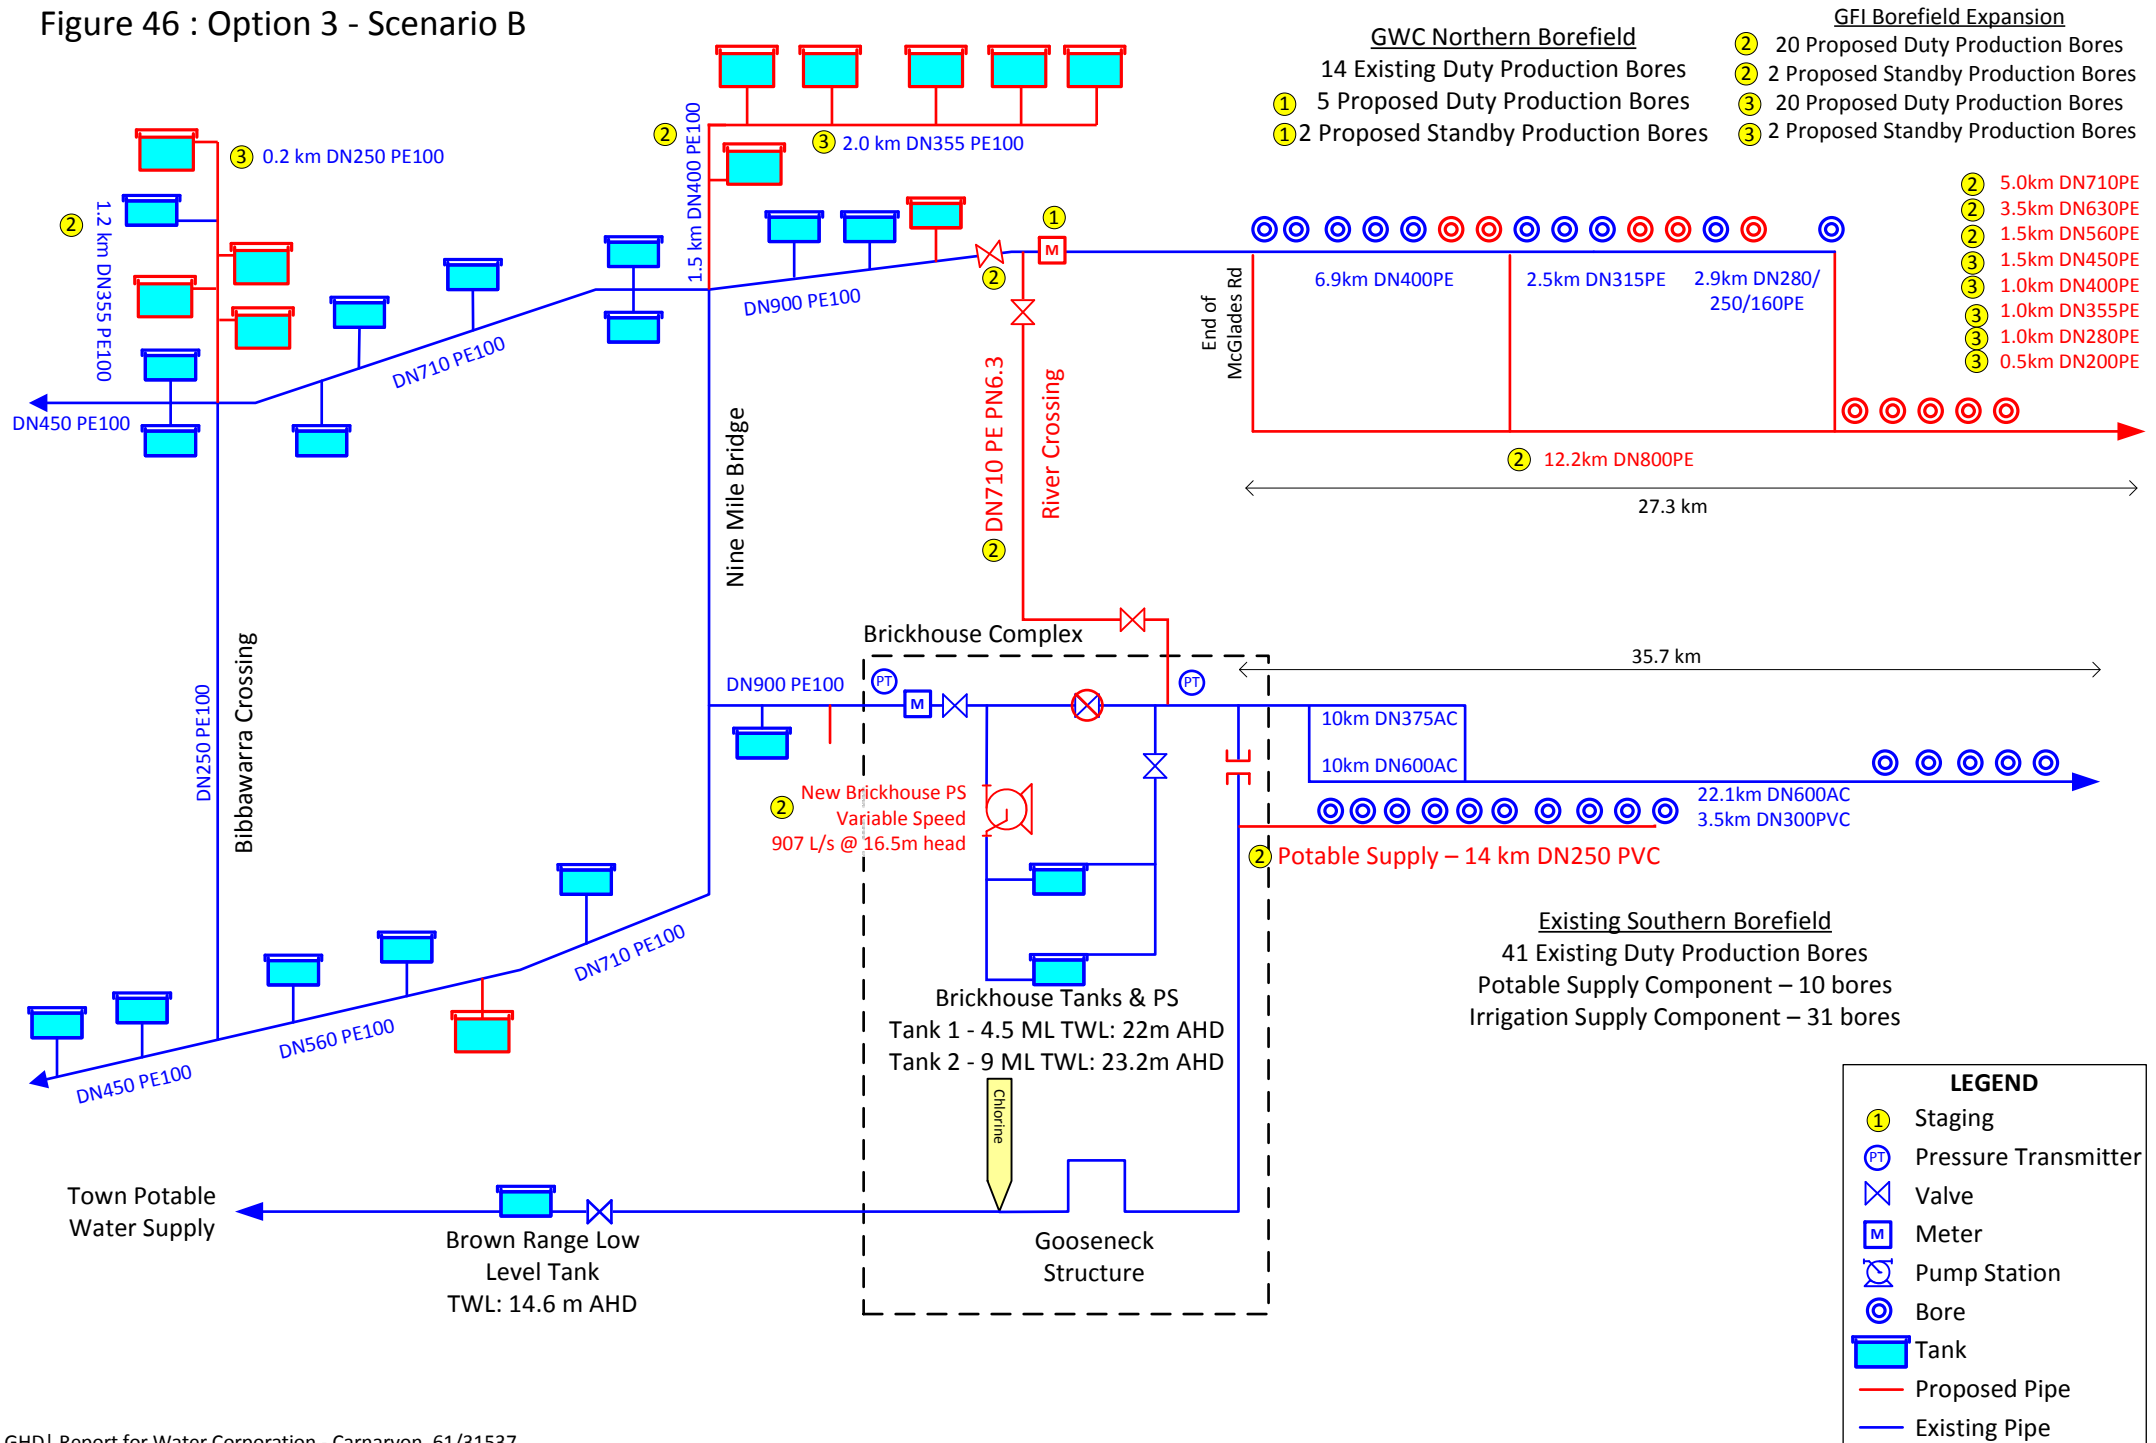 Figure 46 : Option 3 - Scenario B
GWC Northern Borefield
14 Existing Duty Production Bores
1 5 Proposed Duty Production Bores
1 2 Proposed Standby Production Bores
GFI Borefield Expansion
2 20 Proposed Duty Production Bores
2 2 Proposed Standby Production Bores
3 20 Proposed Duty Production Bores
3 2 Proposed Standby Production Bores
2 5.0km DN710PE
2 3.5km DN630PE
2 1.5km DN560PE
3 1.5km DN450PE
3 1.0km DN400PE
3 1.0km DN355PE
3 1.0km DN280PE
3 0.5km DN200PE
3 0.2 km DN250 PE100
2
1.2 km DN355 PE100
2
1.5 km DN400 PE100
3 2.0 km DN355 PE100
DN900 PE100
2
1
M
DN710 PE100
DN450 PE100
End of
McGlades Rd
6.9km DN400PE
2.5km DN315PE
2.9km DN280/
250/160PE
2 12.2km DN800PE
27.3 km
2 DN710 PE PN6.3
River Crossing
Nine Mile Bridge
Bibbawarra Crossing
DN250 PE100
Brickhouse Complex
DN900 PE100
PT
M
PT
35.7 km
10km DN375AC
10km DN600AC
22.1km DN600AC
3.5km DN300PVC
2
New Brickhouse PS
Variable Speed
907 L/s @ 16.5m head
2 Potable Supply – 14 km DN250 PVC
Existing Southern Borefield
41 Existing Duty Production Bores
Potable Supply Component – 10 bores
Irrigation Supply Component – 31 bores
DN710 PE100
DN560 PE100
DN450 PE100
Brickhouse Tanks & PS
Tank 1 - 4.5 ML TWL: 22m AHD
Tank 2 - 9 ML TWL: 23.2m AHD
Chlorine
Town Potable
Water Supply
Brown Range Low
Level Tank
TWL: 14.6 m AHD
Gooseneck
Structure
LEGEND
1 Staging
PT Pressure Transmitter
Valve
M Meter
Pump Station
Bore
Tank
Proposed Pipe
Existing Pipe
GHD| Report for Water Corporation - Carnarvon, 61/31537